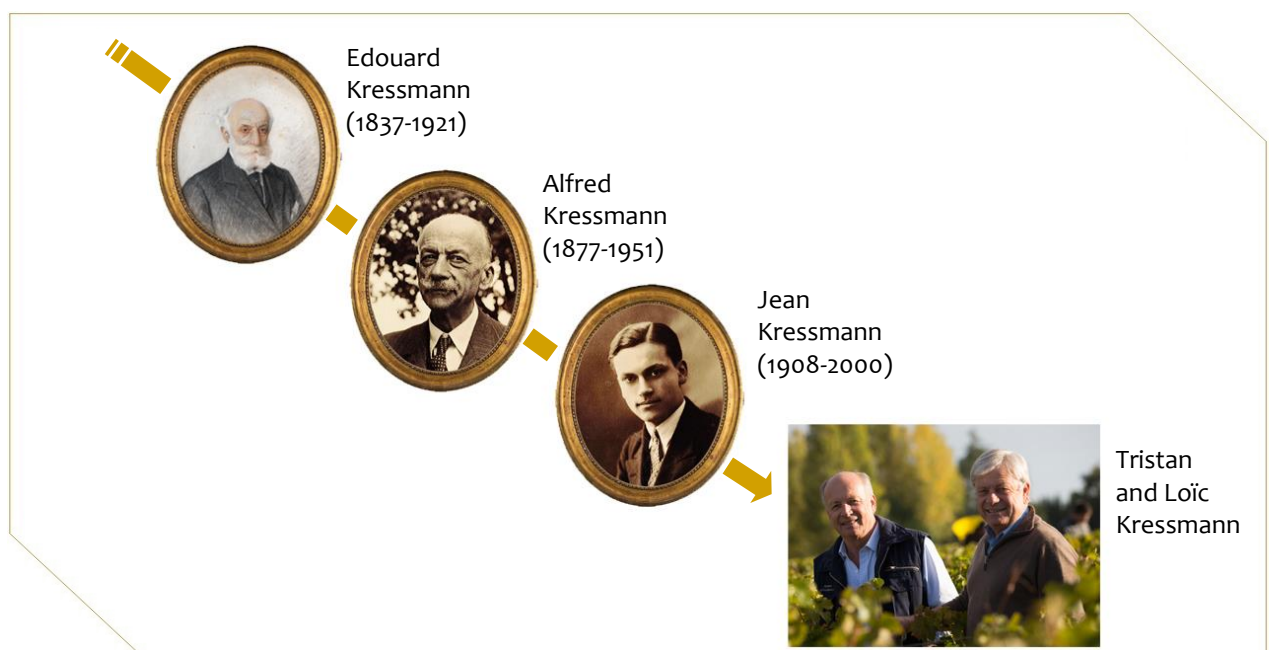 Edouard
Kressmann
(1837-1921)
Alfred
Kressmann
(1877-1951)
Jean
Kressmann
(1908-2000)
Tristan
and Loïc
Kressmann